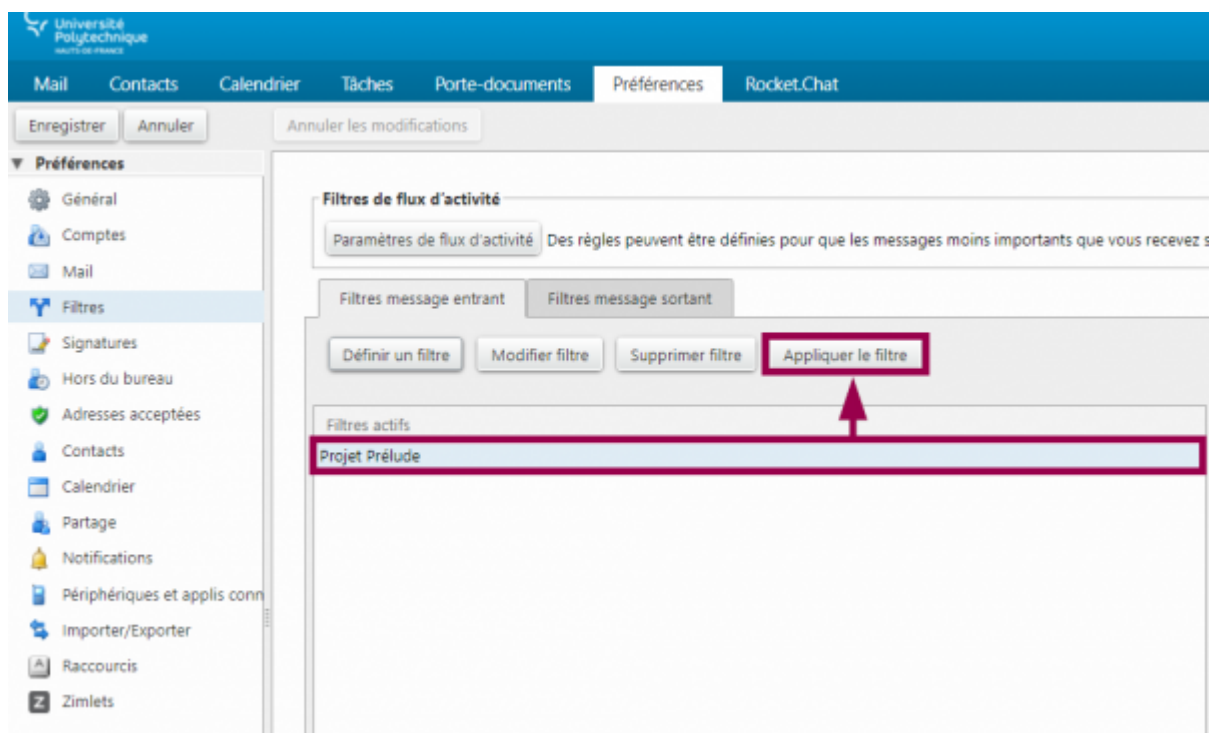 Université
Polytechnique
HAUTS-DE-FRANCE
Mail Contacts Calendrier Tâches Porte-documents Préférences Rocket.Chat
Enregistrer Annuler Annuler les modifications
Préférences
Général
Comptes
Mail
Filtres
Signatures
Hors du bureau
Adresses acceptées
Contacts
Calendrier
Partage
Notifications
Périphériques et applis conn
Importer/Exporter
Raccourcis
Zimlets
Filtres de flux d'activité
Paramètres de flux d'activité Des règles peuvent être définies pour que les messages moins importants que vous recevez s
Filtres message entrant Filtres message sortant
Définir un filtre Modifier filtre Supprimer filtre Appliquer le filtre
Filtres actifs
Projet Prélude